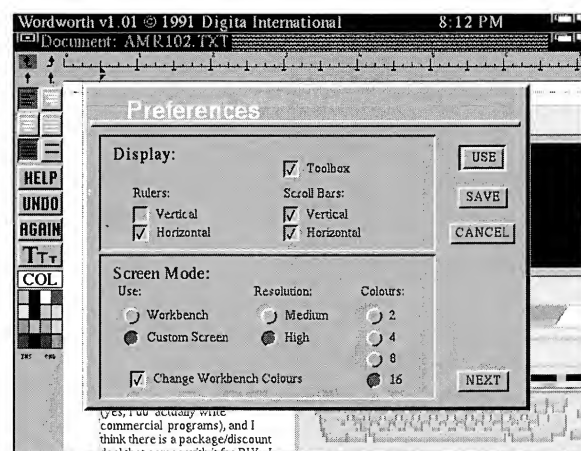 Wordworth v1.01 © 1991 Digita International 8:12 PM
Document: AMR102.TXT
Preferences
Display:
Toolbox
USE
Rulers:
Scroll Bars:
Vertical
Vertical
SAVE
Horizontal
Horizontal
CANCEL
HELP
UNDO
AGAIN
TTT
COL
INS
Screen Mode:
Use:
Resolution:
Colours:
Workbench
Medium
2
Custom Screen
High
4
8
Change Workbench Colours
16
NEXT
(yes, I do actually write
commercial programs), and I
think there is a package/discount